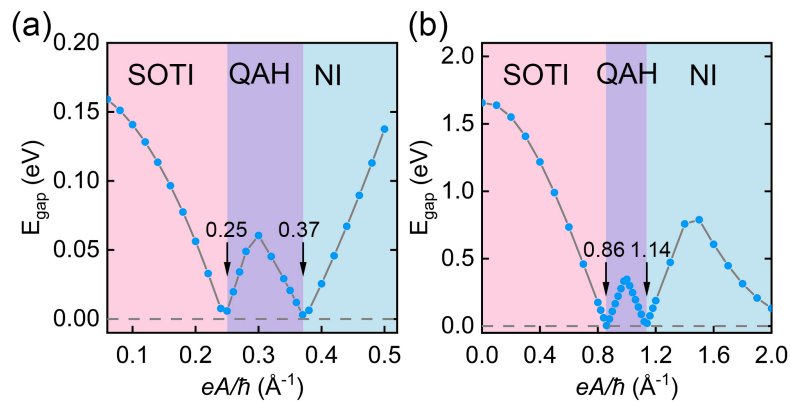 (a)
SOTI QAH NI
0.25 0.37
0.20
0.15
0.10
0.05
0.00
E_gap (eV)
0.1 0.2 0.3 0.4 0.5
eA/ħ (Å⁻¹)
(b)
SOTI QAH NI
0.86 1.14
2.0
1.5
1.0
0.5
0.0
E_gap (eV)
0.0 0.4 0.8 1.2 1.6 2.0
eA/ħ (Å⁻¹)